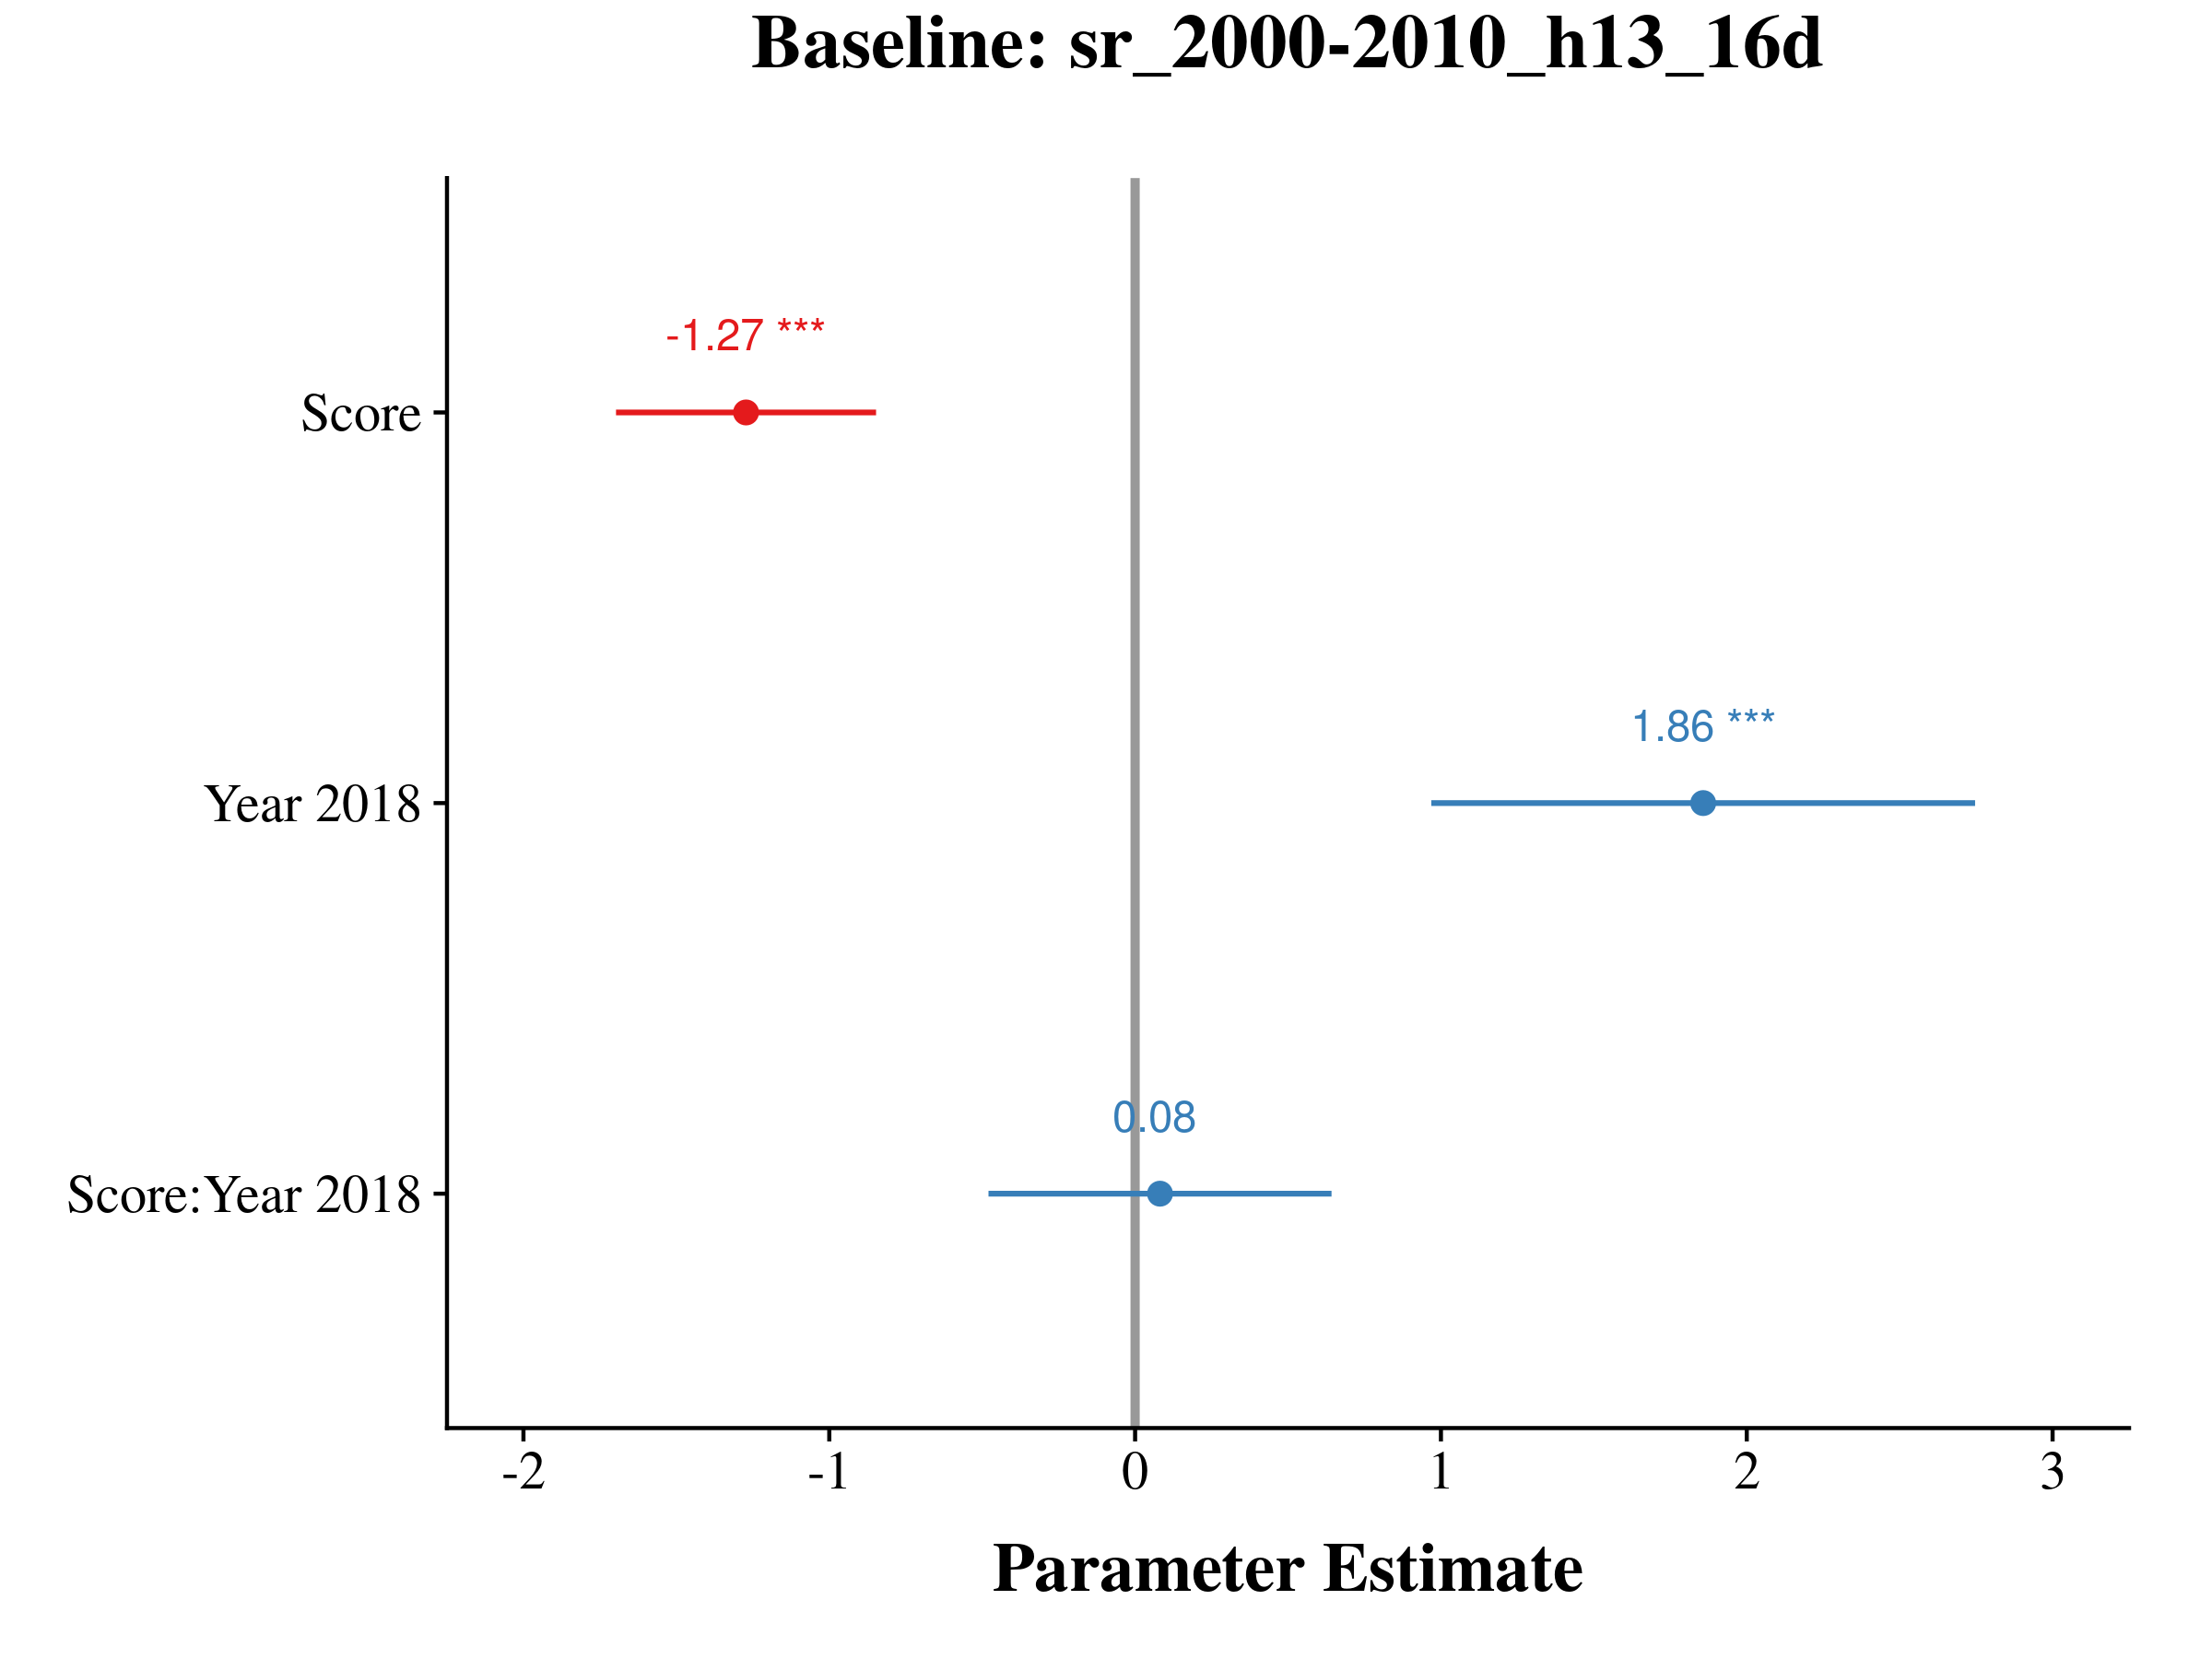 Baseline: sr_2000-2010_h13_16d
-1.27 ***
Score
1.86 ***
Year 2018
0.08
Score:Year 2018
-2 -1 0 1 2 3
Parameter Estimate